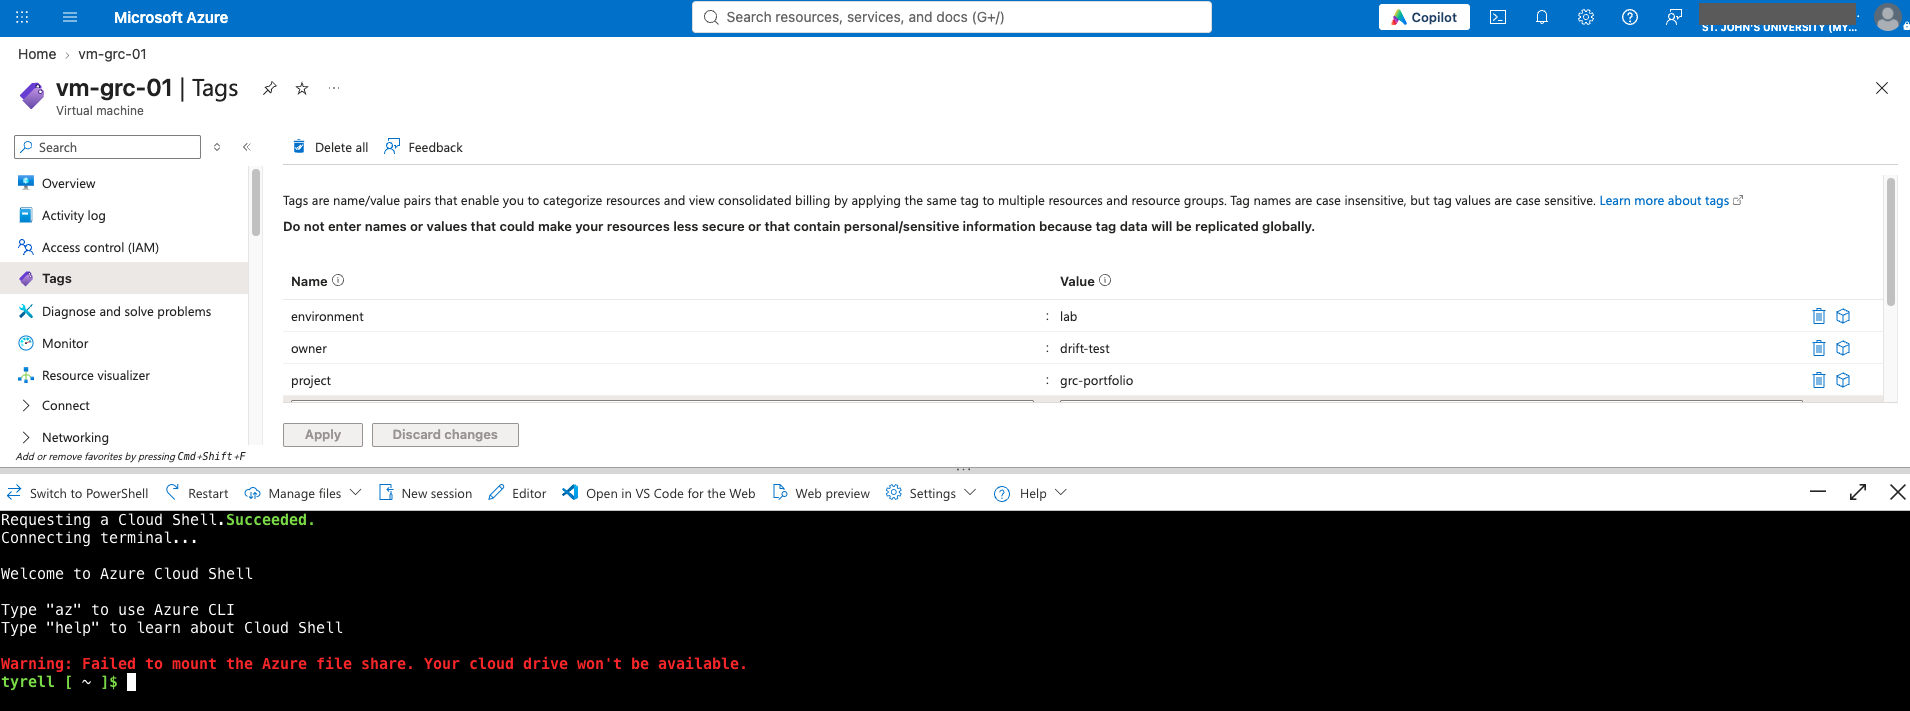 Microsoft Azure
Search resources, services, and docs (G+/)
Copilot
ST. JOHN'S UNIVERSITY (MY...
Home > vm-grc-01
vm-grc-01 | Tags
Virtual machine
Search
Delete all
Feedback
Overview
Activity log
Access control (IAM)
Tags
Diagnose and solve problems
Monitor
Resource visualizer
Connect
Networking
Add or remove favorites by pressing Cmd+Shift+F
Tags are name/value pairs that enable you to categorize resources and view consolidated billing by applying the same tag to multiple resources and resource groups. Tag names are case insensitive, but tag values are case sensitive. Learn more about tags
Do not enter names or values that could make your resources less secure or that contain personal/sensitive information because tag data will be replicated globally.
Name Value
environment : lab
owner : drift-test
project : grc-portfolio
Apply Discard changes
Switch to PowerShell Restart Manage files New session Editor Open in VS Code for the Web Web preview Settings Help
Requesting a Cloud Shell.Succeeded.
Connecting terminal...
Welcome to Azure Cloud Shell
Type "az" to use Azure CLI
Type "help" to learn about Cloud Shell
Warning: Failed to mount the Azure file share. Your cloud drive won't be available.
tyrell [ ~ ]$